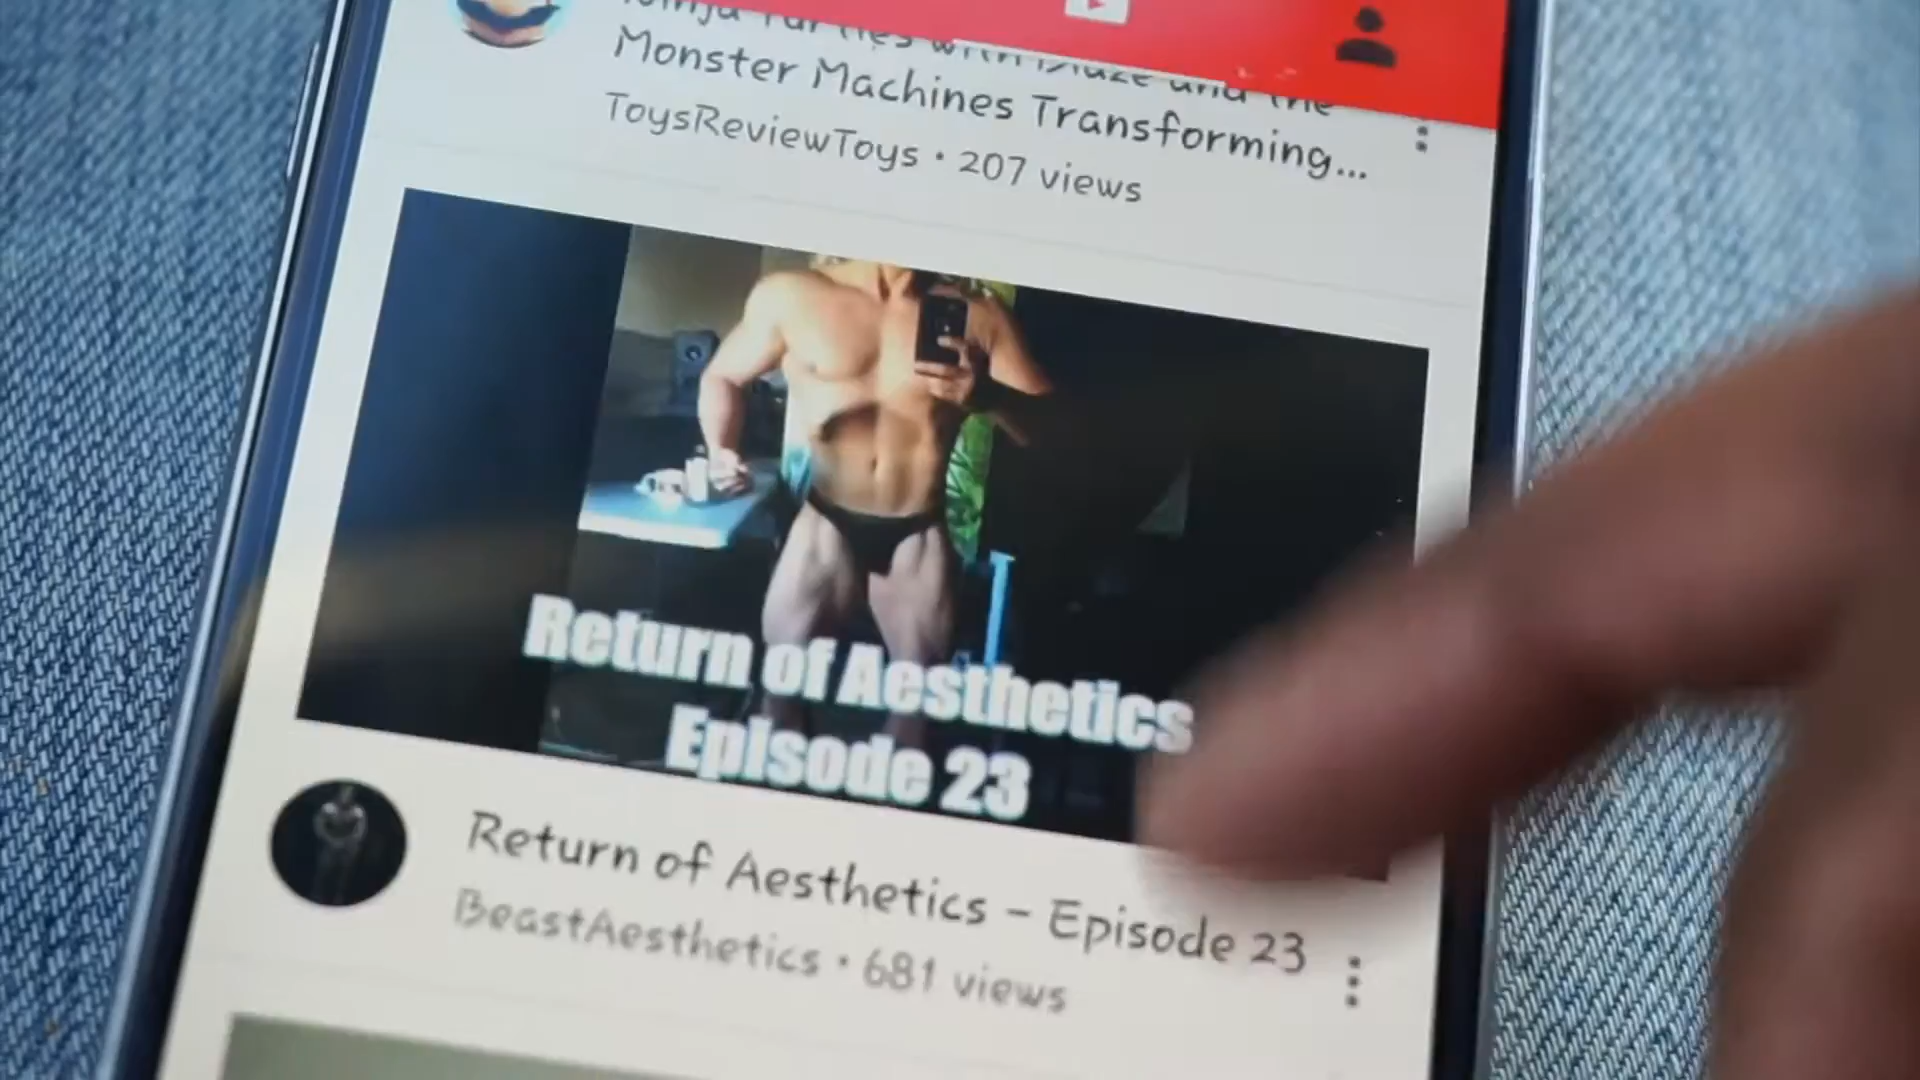 Monster Machines Transforming...
ToysReviewToys • 207 views
Return of Aesthetics
Episode 23
Return of Aesthetics - Episode 23
BeastAesthetics • 681 views